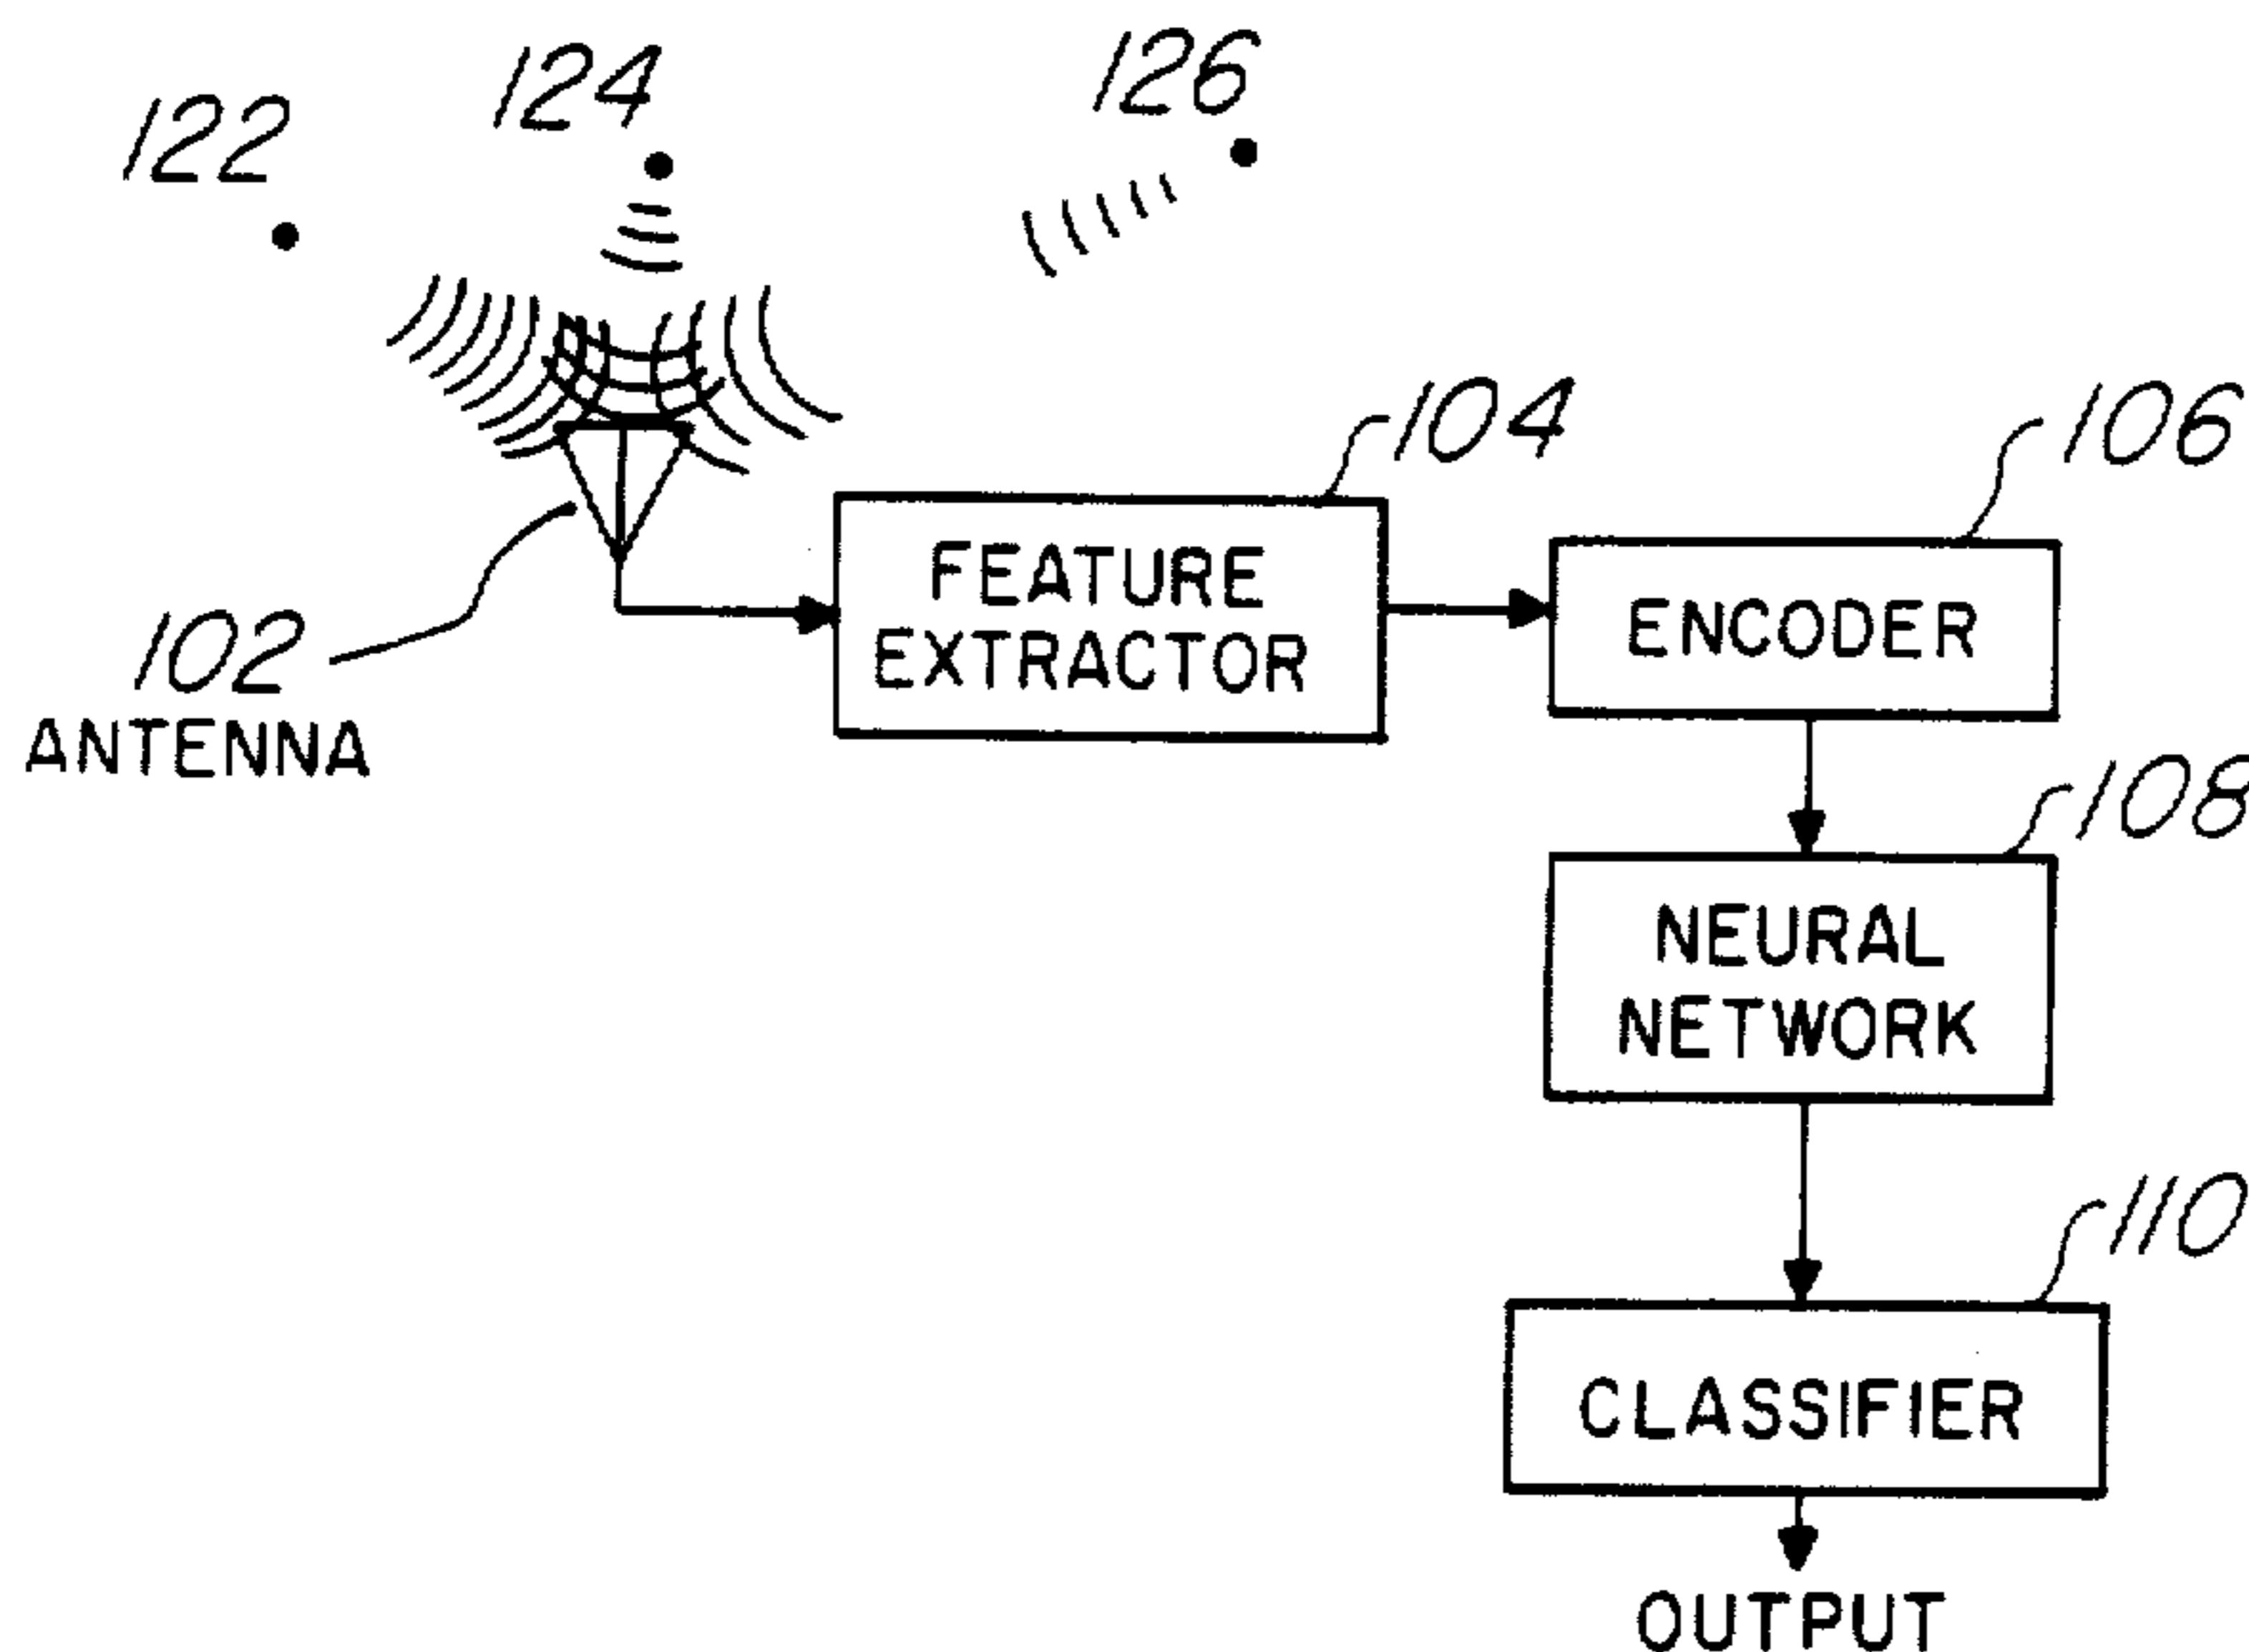 122
124
126
104
106
FEATURE
EXTRACTOR
ENCODER
102
ANTENNA
108
NEURAL
NETWORK
110
CLASSIFIER
OUTPUT